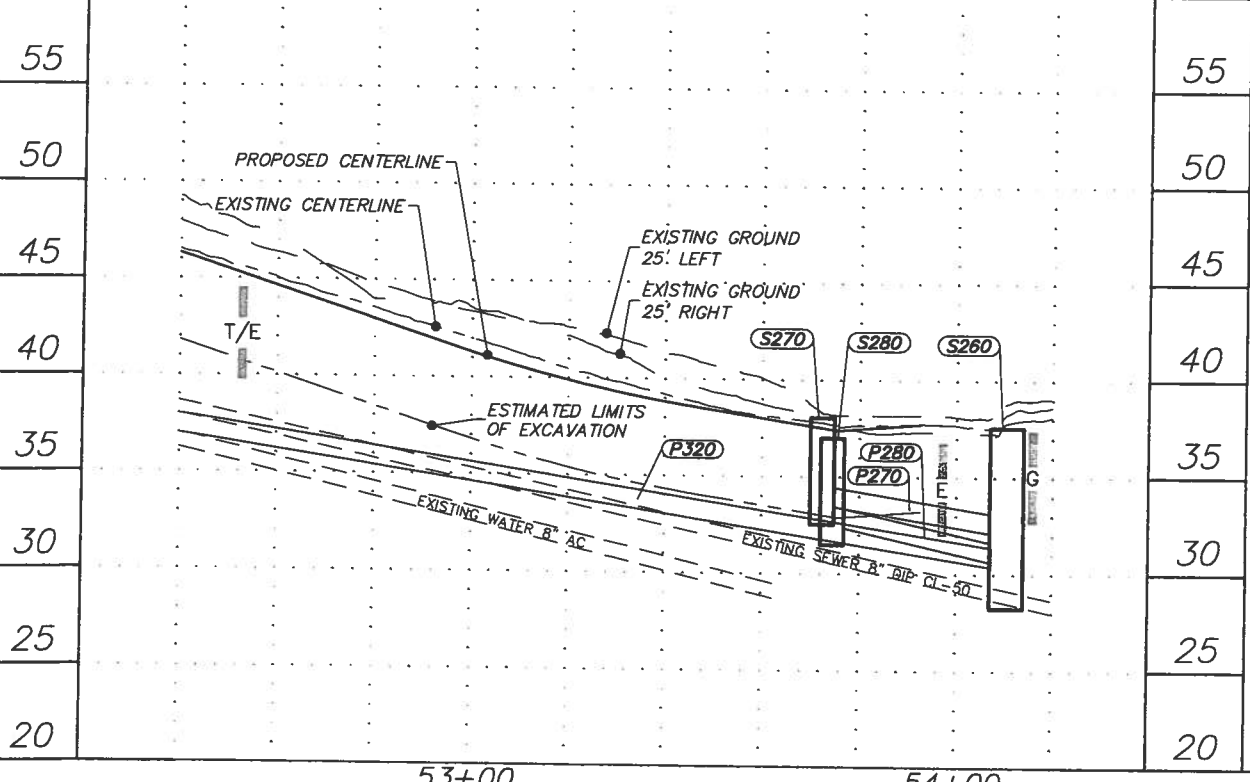 55
55
50
50
PROPOSED CENTERLINE
EXISTING CENTERLINE
45
45
EXISTING GROUND
25' LEFT
EXISTING GROUND
25' RIGHT
T/E
S270
S280
S260
40
40
ESTIMATED LIMITS
OF EXCAVATION
P320
P280
P270
35
35
E
G
EXISTING WATER 8" AC
EXISTING SEWER 8" DIP CL-50
30
30
25
25
20
20
53+00
54+00